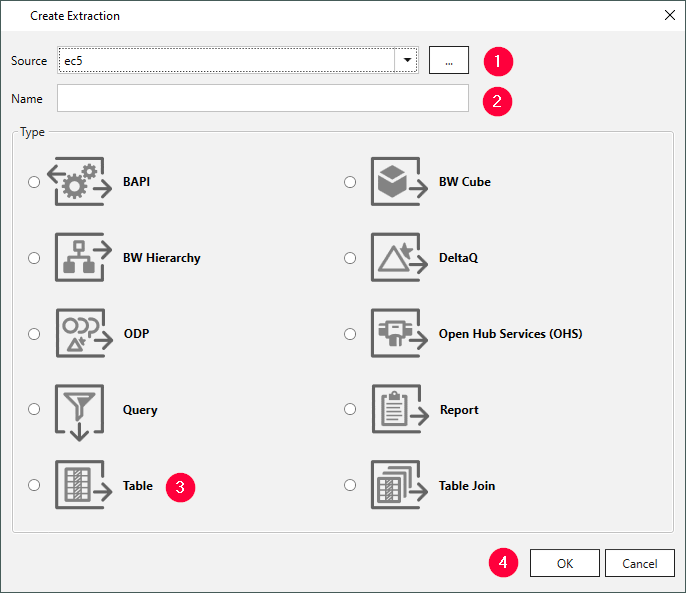 Create Extraction
Source ec5 ... 1
Name 2
Type
BAPI BW Cube
BW Hierarchy DeltaQ
ODP Open Hub Services (OHS)
Query Report
Table 3 Table Join
4 OK Cancel